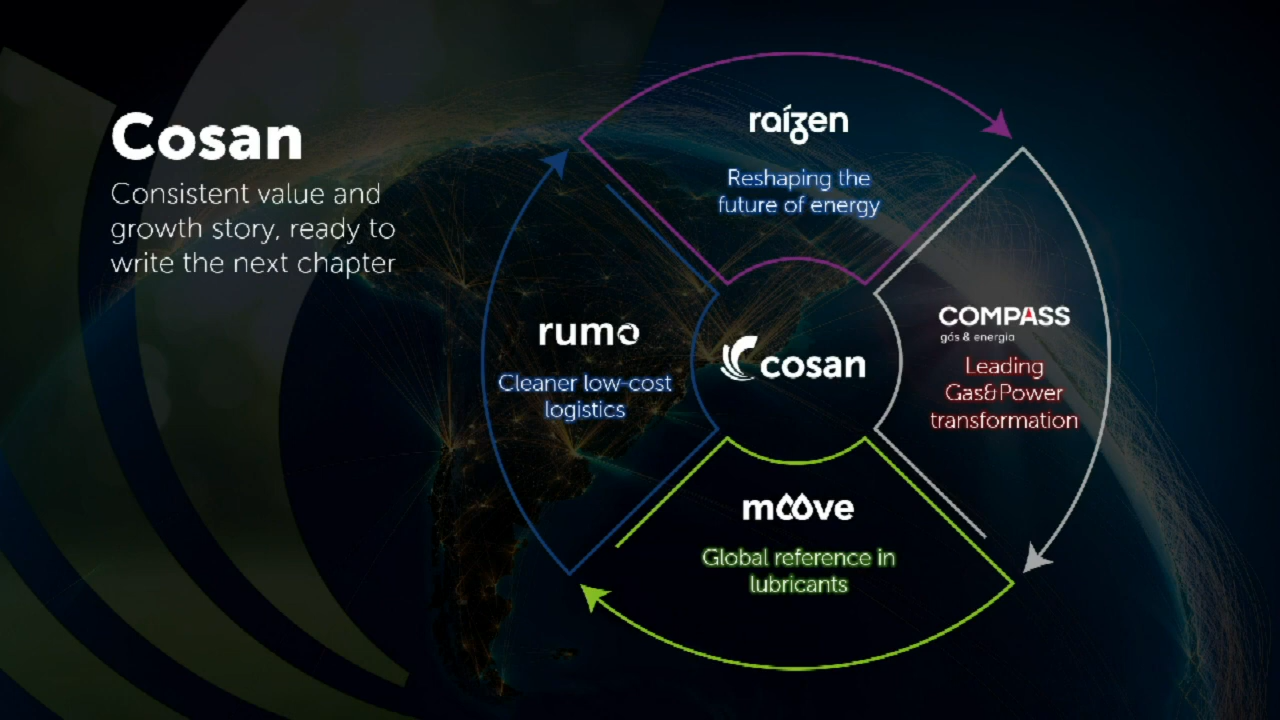 Cosan
Consistent value and
growth story, ready to
write the next chapter
raízen
Reshaping the
future of energy
rumo
Cleaner low-cost
logistics
cosan
COMPASS
gás & energia
Leading
Gas&Power
transformation
moove
Global reference in
lubricants